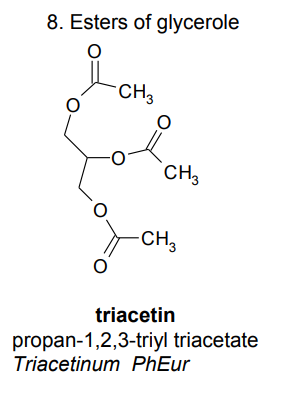 8. Esters of glycerole
O
CH3
O
O
O
CH3
O
CH3
O
triacetin
propan-1,2,3-triyl triacetate
Triacetinum PhEur